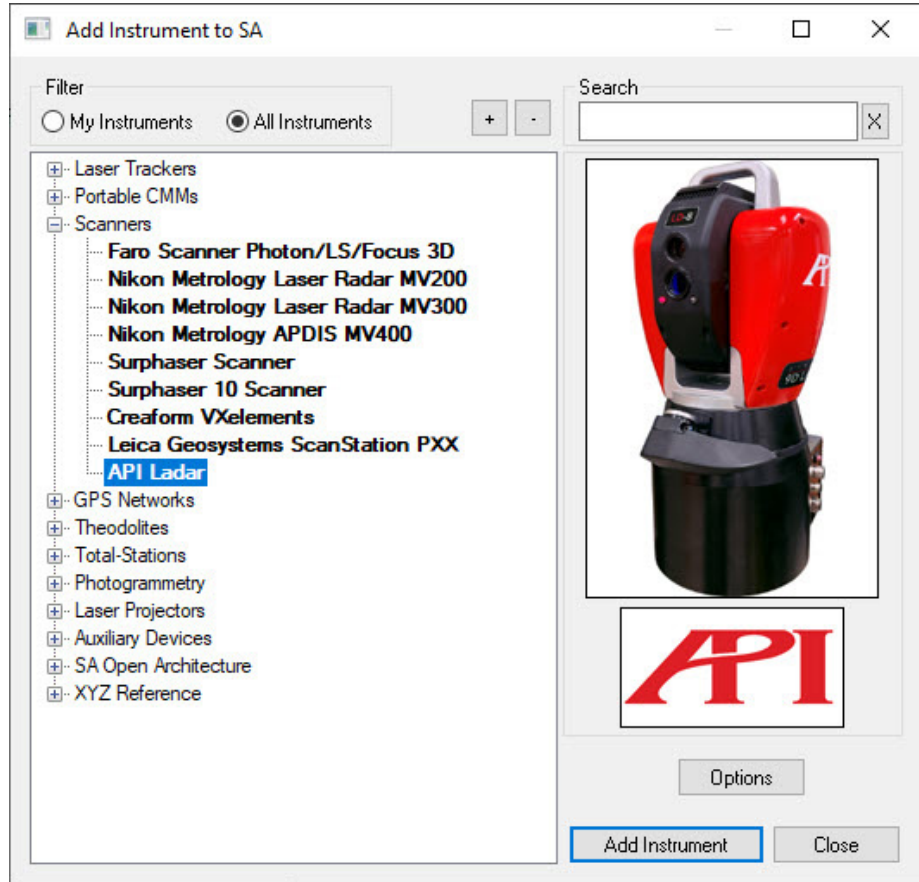 Add Instrument to SA
Filter
My Instruments
All Instruments
+
-
Search
X
Laser Trackers
Portable CMMs
Scanners
Faro Scanner Photon/LS/Focus 3D
Nikon Metrology Laser Radar MV200
Nikon Metrology Laser Radar MV300
Nikon Metrology APDIS MV400
Surphaser Scanner
Surphaser 10 Scanner
Creaform VXelements
Leica Geosystems ScanStation PXX
API Ladar
GPS Networks
Theodolites
Total-Stations
Photogrammetry
Laser Projectors
Auxiliary Devices
SA Open Architecture
XYZ Reference
API
API
Options
Add Instrument
Close